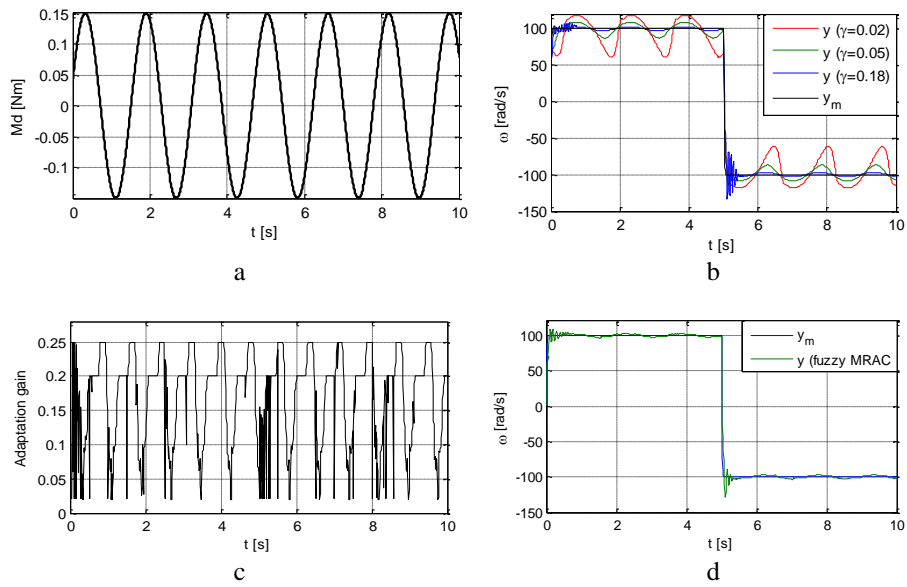 0.15
0.1
0.05
0
-0.05
-0.1
Md [Nm]
0 2 4 6 8 10
t [s]
a
100
50
0
-50
-100
-150
ω [rad/s]
y (γ=0.02)
y (γ=0.05)
y (γ=0.18)
y_m
0 2 4 6 8 10
t [s]
b
0.25
0.2
0.15
0.1
0.05
0
Adaptation gain
0 2 4 6 8 10
t [s]
c
100
50
0
-50
-100
-150
ω [rad/s]
y_m
y (fuzzy MRAC
0 2 4 6 8 10
t [s]
d